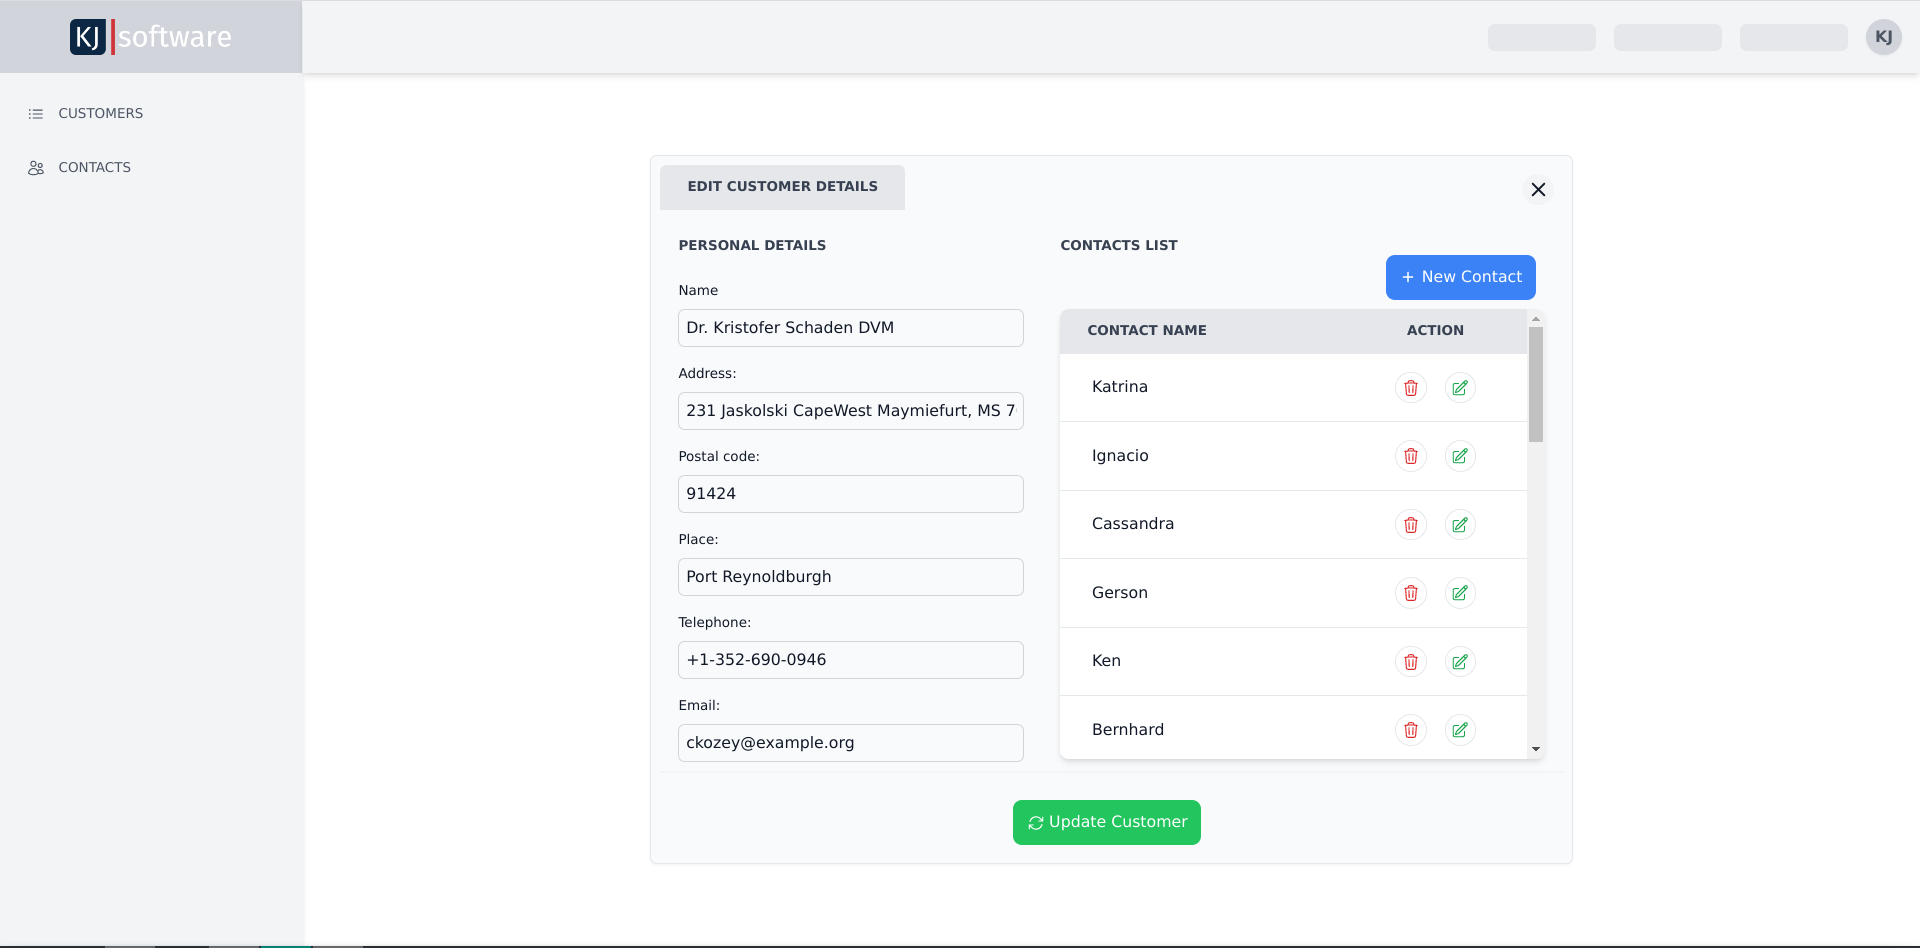 KJ software
KJ
CUSTOMERS
CONTACTS
EDIT CUSTOMER DETAILS
PERSONAL DETAILS
Name
Dr. Kristofer Schaden DVM
Address:
231 Jaskolski CapeWest Maymiefurt, MS 7
Postal code:
91424
Place:
Port Reynoldburgh
Telephone:
+1-352-690-0946
Email:
ckozey@example.org
CONTACTS LIST
+ New Contact
CONTACT NAME ACTION
Katrina
Ignacio
Cassandra
Gerson
Ken
Bernhard
Update Customer